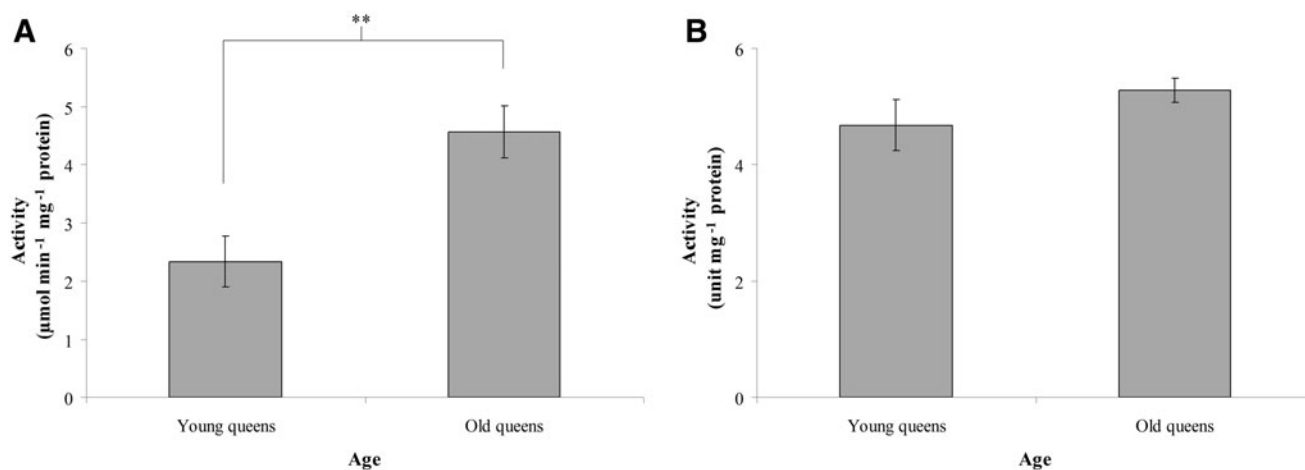 A
**
6
5
4
3
2
1
0
Activity
(μmol min⁻¹ mg⁻¹ protein)
Young queens
Old queens
Age
B
6
4
2
0
Activity
(unit mg⁻¹ protein)
Young queens
Old queens
Age